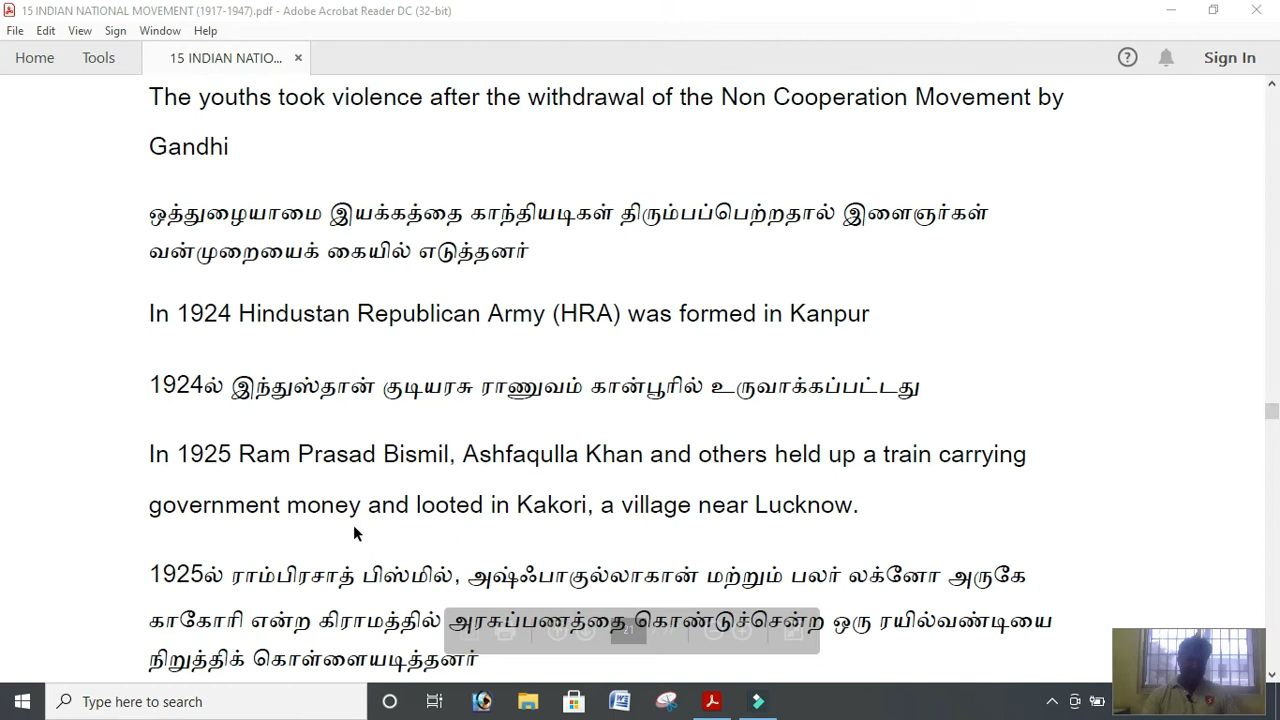 15 INDIAN NATIONAL MOVEMENT (1917-1947).pdf - Adobe Acrobat Reader DC (32-bit)
File Edit View Sign Window Help
Home Tools 15 INDIAN NATIO... × Sign In
The youths took violence after the withdrawal of the Non Cooperation Movement by
Gandhi
ஒத்துழையாமை இயக்கத்தை காந்தியடிகள் திரும்பப்பெற்றதால் இளைஞர்கள்
வன்முறையைக் கையில் எடுத்தனர்
In 1924 Hindustan Republican Army (HRA) was formed in Kanpur
1924ல் இந்துஸ்தான் குடியரசு ராணுவம் கான்பூரில் உருவாக்கப்பட்டது
In 1925 Ram Prasad Bismil, Ashfaqulla Khan and others held up a train carrying
government money and looted in Kakori, a village near Lucknow.
1925ல் ராம்பிரசாத் பிஸ்மில், அஷ்ஃபாகுல்லாகான் மற்றும் பலர் லக்னோ அருகே
காகோரி என்ற கிராமத்தில் அரசுப்பணத்தை கொண்டுச்சென்ற ஒரு ரயில்வண்டியை
நிறுத்திக் கொள்ளையடித்தனர்
21
Type here to search